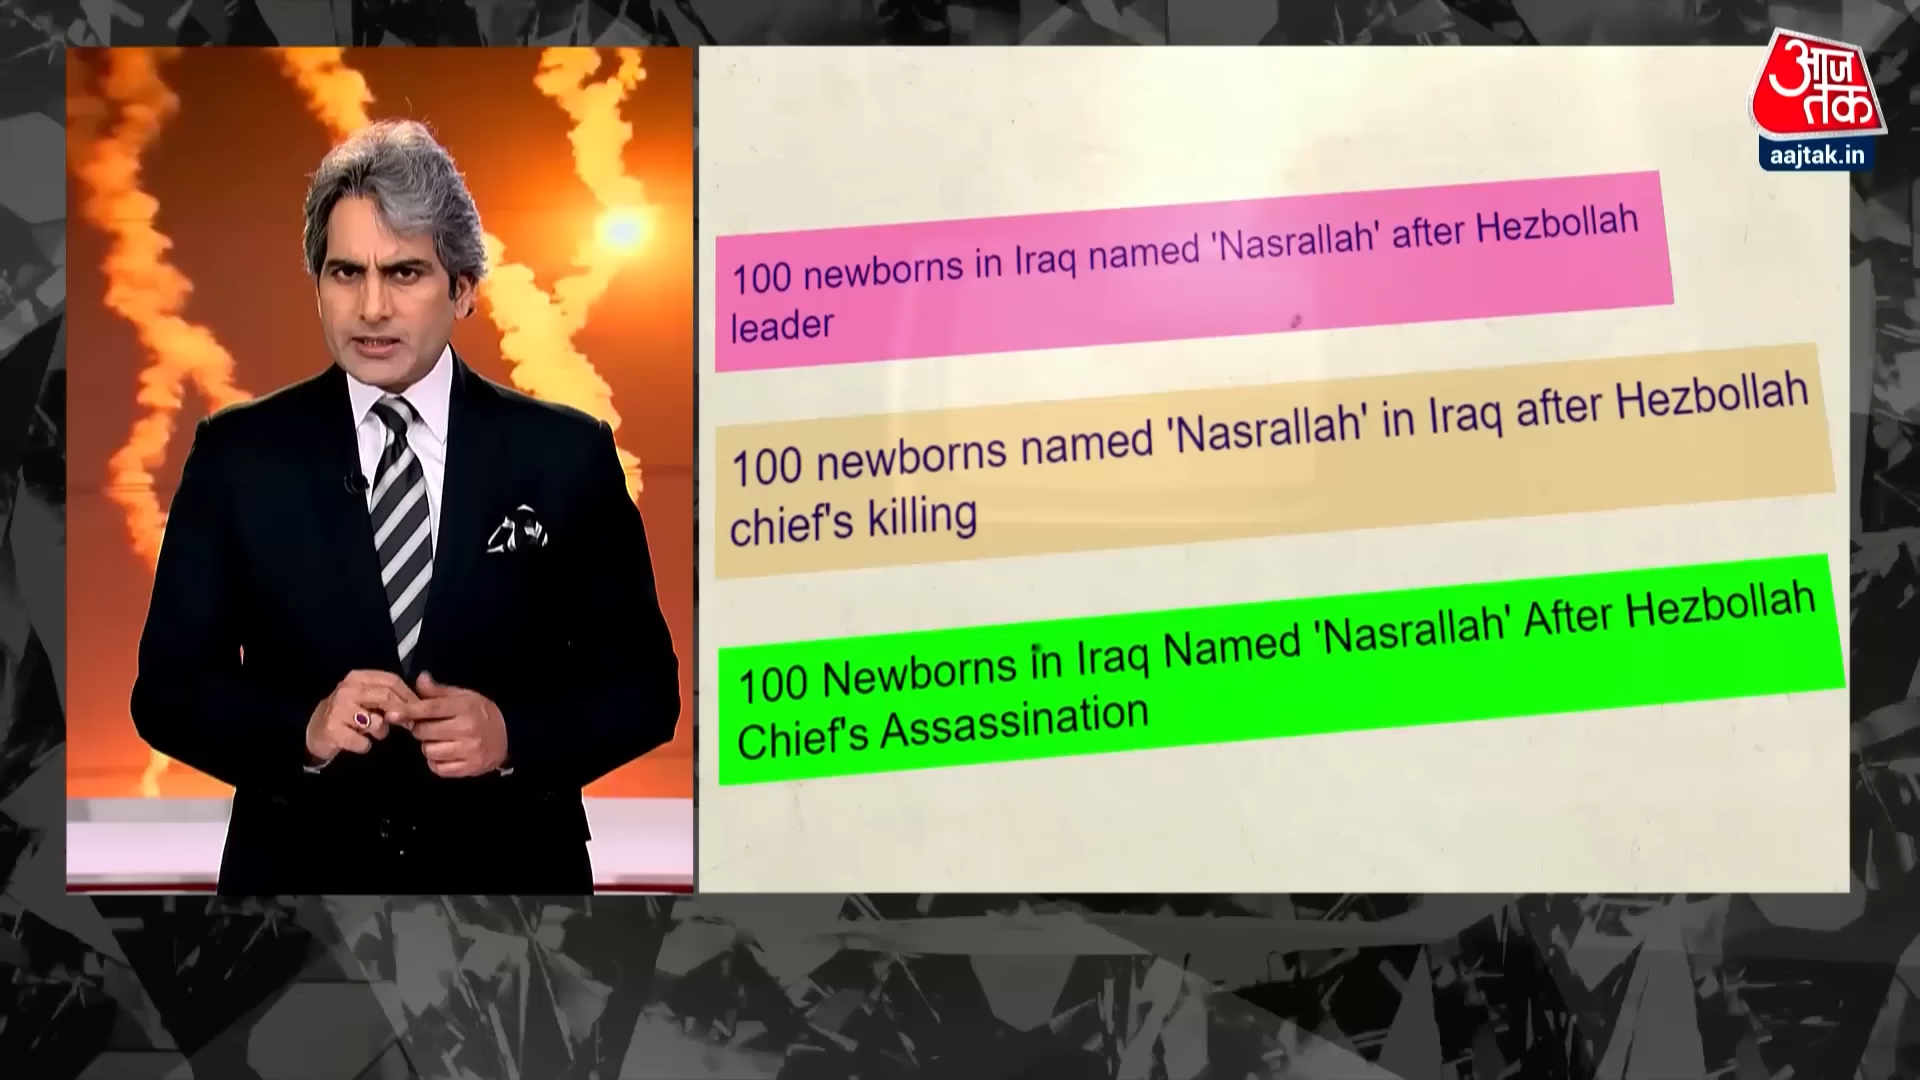 आज
तक
aajtak.in
100 newborns in Iraq named 'Nasrallah' after Hezbollah
leader
100 newborns named 'Nasrallah' in Iraq after Hezbollah
chief's killing
100 Newborns in Iraq Named 'Nasrallah' After Hezbollah
Chief's Assassination